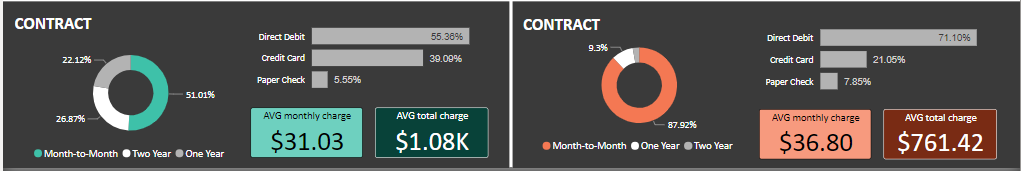 CONTRACT
22.12%
26.87%
51.01%
Month-to-Month Two Year One Year
Direct Debit 55.36%
Credit Card 39.09%
Paper Check 5.55%
AVG monthly charge
$31.03
AVG total charge
$1.08K
CONTRACT
9.3%
87.92%
Month-to-Month One Year Two Year
Direct Debit 71.10%
Credit Card 21.05%
Paper Check 7.85%
AVG monthly charge
$36.80
AVG total charge
$761.42